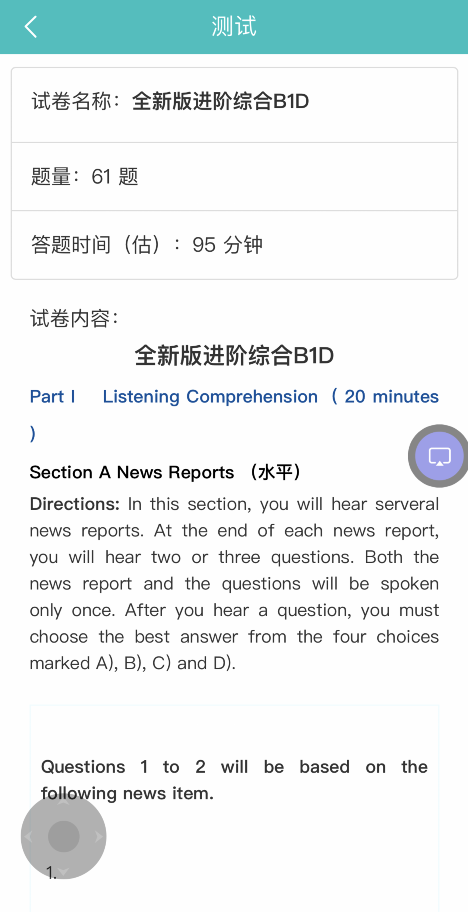 测试
试卷名称：全新版进阶综合B1D
题量：61 题
答题时间（估）：95 分钟
试卷内容：
全新版进阶综合B1D
Part I Listening Comprehension ( 20 minutes
)
Section A News Reports （水平）
Directions: In this section, you will hear serveral
news reports. At the end of each news report,
you will hear two or three questions. Both the
news report and the questions will be spoken
only once. After you hear a question, you must
choose the best answer from the four choices
marked A), B), C) and D).
Questions 1 to 2 will be based on the
following news item.
1.